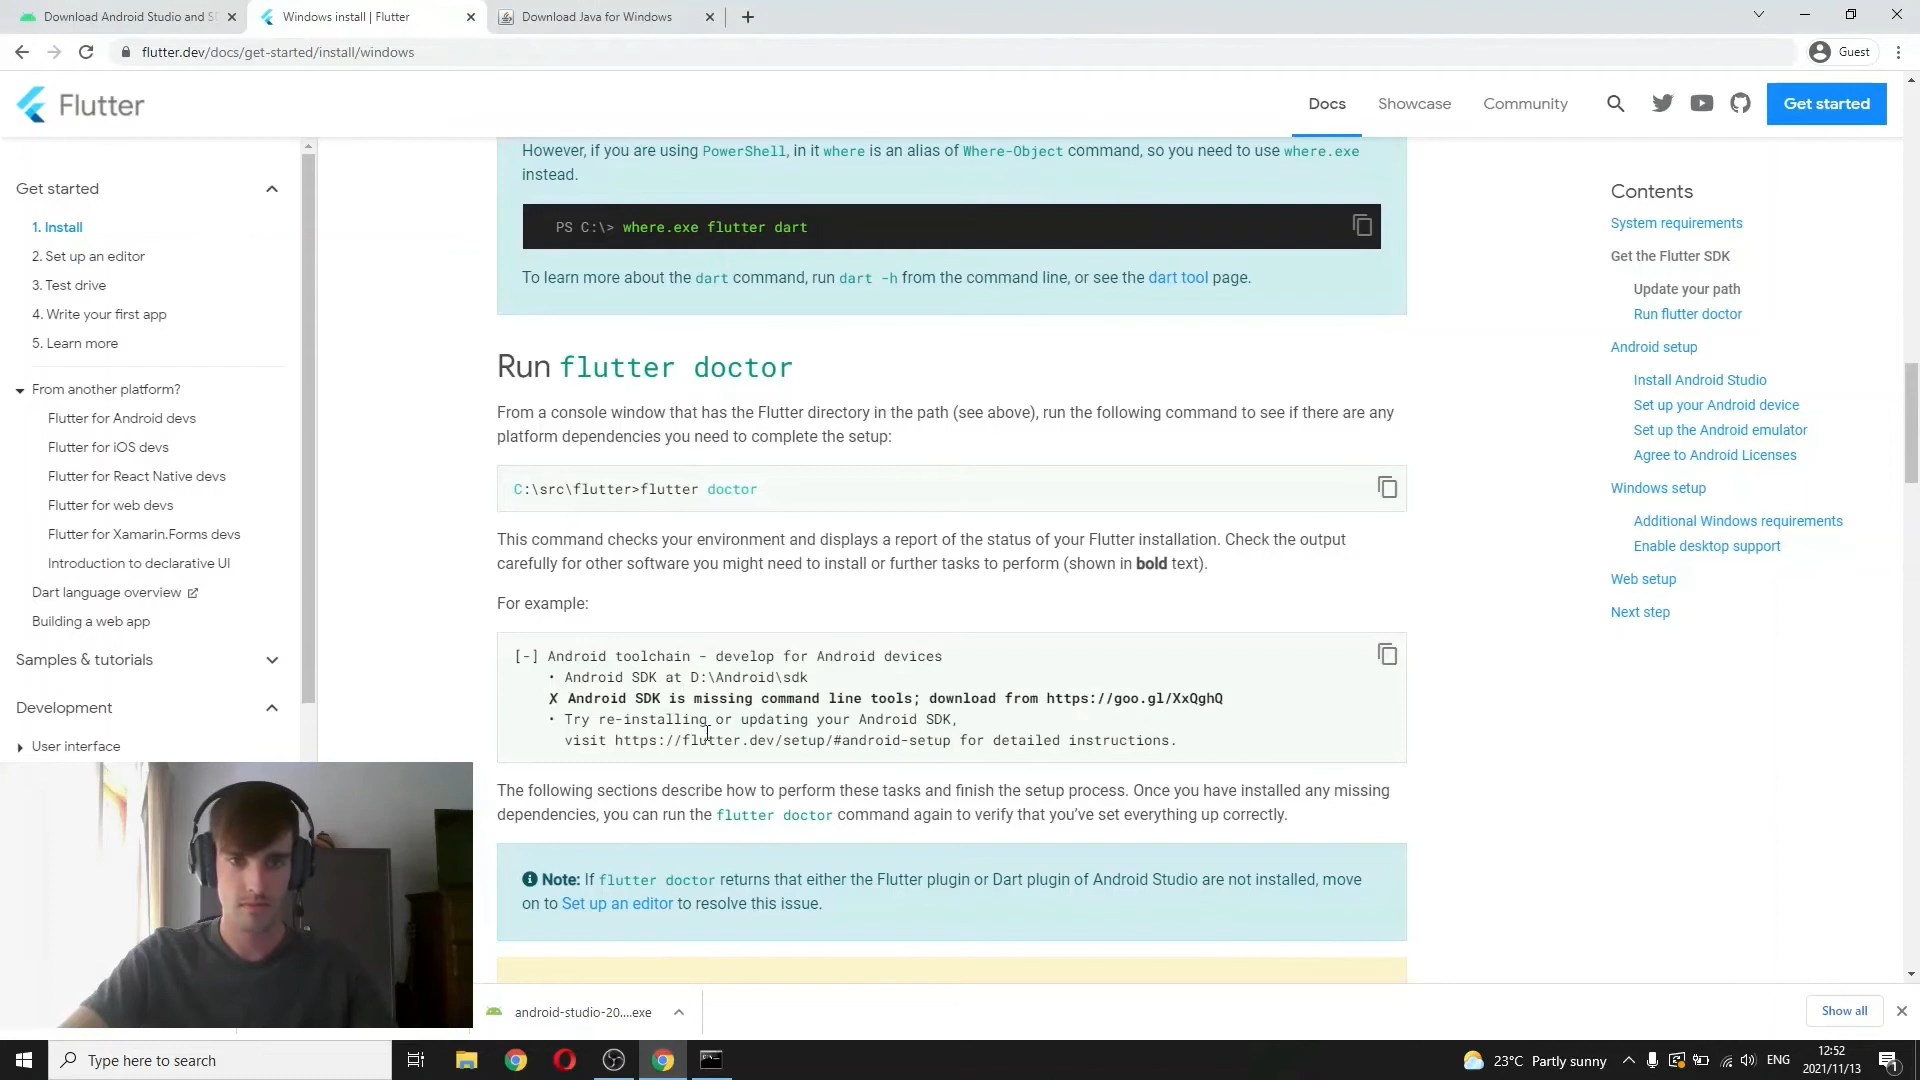 Download Android Studio and S
Windows install | Flutter
Download Java for Windows
flutter.dev/docs/get-started/install/windows
Guest
Flutter
Docs
Showcase
Community
Get started
Get started
1. Install
2. Set up an editor
3. Test drive
4. Write your first app
5. Learn more
From another platform?
Flutter for Android devs
Flutter for iOS devs
Flutter for React Native devs
Flutter for web devs
Flutter for Xamarin.Forms devs
Introduction to declarative UI
Dart language overview
Building a web app
Samples & tutorials
Development
User interface
However, if you are using PowerShell, in it where is an alias of Where-Object command, so you need to use where.exe
instead.
PS C:\> where.exe flutter dart
To learn more about the dart command, run dart -h from the command line, or see the dart tool page.
Run flutter doctor
From a console window that has the Flutter directory in the path (see above), run the following command to see if there are any
platform dependencies you need to complete the setup:
C:\src\flutter>flutter doctor
This command checks your environment and displays a report of the status of your Flutter installation. Check the output
carefully for other software you might need to install or further tasks to perform (shown in bold text).
For example:
[-] Android toolchain - develop for Android devices
• Android SDK at D:\Android\sdk
✗ Android SDK is missing command line tools; download from https://goo.gl/XxQghQ
• Try re-installing or updating your Android SDK,
visit https://flutter.dev/setup/#android-setup for detailed instructions.
The following sections describe how to perform these tasks and finish the setup process. Once you have installed any missing
dependencies, you can run the flutter doctor command again to verify that you've set everything up correctly.
Note: If flutter doctor returns that either the Flutter plugin or Dart plugin of Android Studio are not installed, move
on to Set up an editor to resolve this issue.
Contents
System requirements
Get the Flutter SDK
Update your path
Run flutter doctor
Android setup
Install Android Studio
Set up your Android device
Set up the Android emulator
Agree to Android Licenses
Windows setup
Additional Windows requirements
Enable desktop support
Web setup
Next step
android-studio-20....exe
Show all
Type here to search
23°C Partly sunny
ENG
12:52
2021/11/13
1